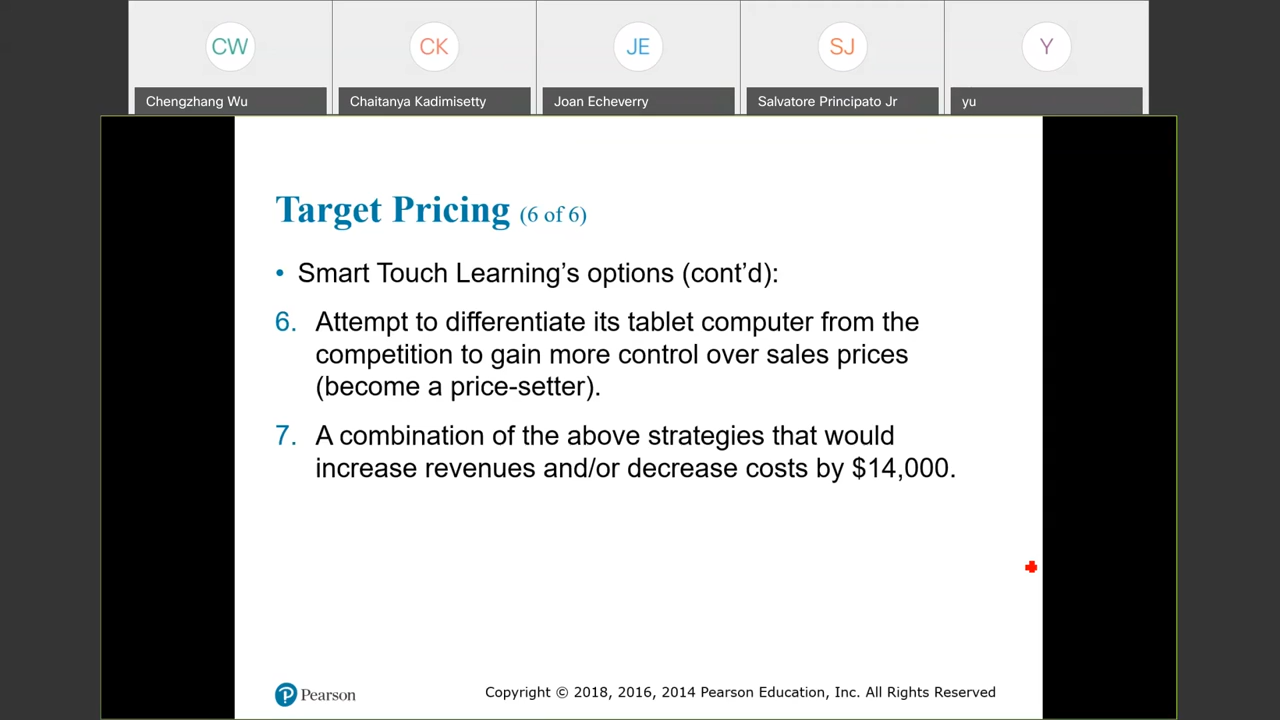 CW
CK
JE
SJ
Y
Chengzhang Wu
Chaitanya Kadimisetty
Joan Echeverry
Salvatore Principato Jr
yu
Target Pricing (6 of 6)
• Smart Touch Learning’s options (cont’d):
6. Attempt to differentiate its tablet computer from the
competition to gain more control over sales prices
(become a price-setter).
7. A combination of the above strategies that would
increase revenues and/or decrease costs by $14,000.
P Pearson
Copyright © 2018, 2016, 2014 Pearson Education, Inc. All Rights Reserved